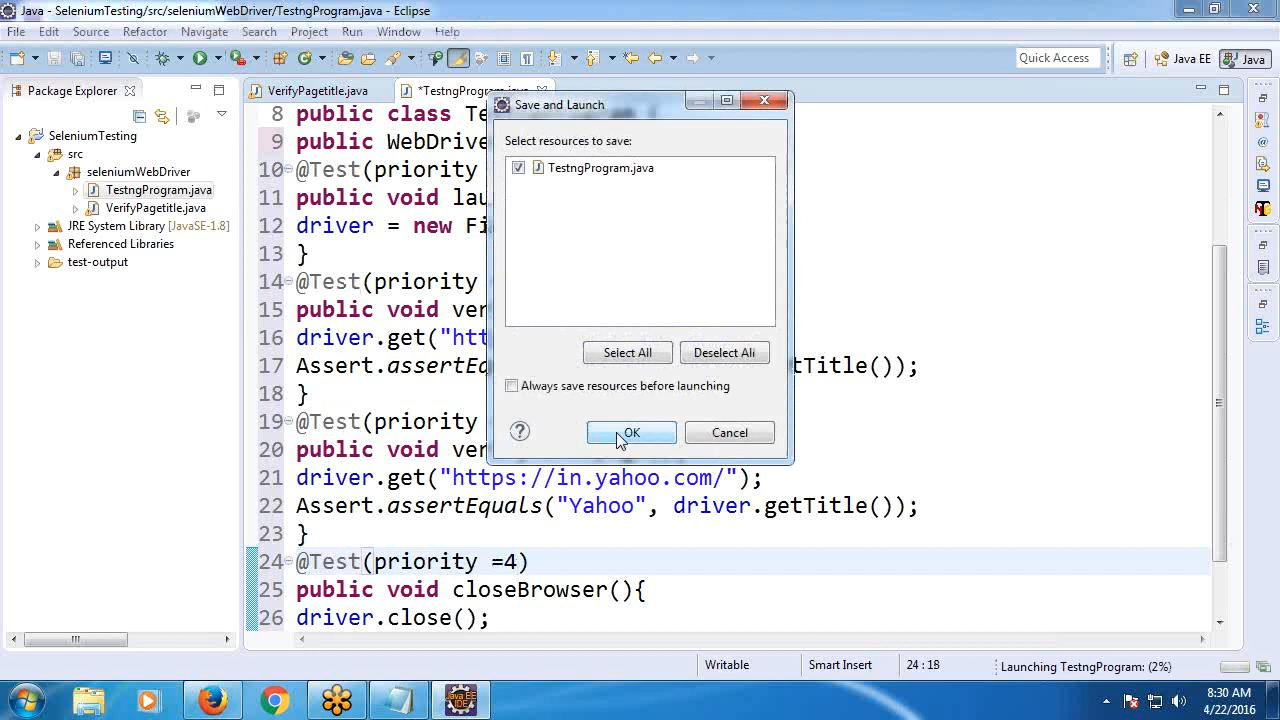 Java - SeleniumTesting/src/seleniumWebDriver/TestngProgram.java - Eclipse
File Edit Source Refactor Navigate Search Project Run Window Help
Quick Access
Java EE
Java
Package Explorer
SeleniumTesting
src
seleniumWebDriver
TestngProgram.java
VerifyPagetitle.java
JRE System Library [JavaSE-1.8]
Referenced Libraries
test-output
VerifyPagetitle.java
*TestngProgram.java
8 public class Te
9 public WebDrive
10 @Test(priority
11 public void lau
12 driver = new Fi
13 }
14 @Test(priority
15 public void ver
16 driver.get("htt
17 Assert.assertEq tTitle());
18 }
19 @Test(priority
20 public void ver
21 driver.get("https://in.yahoo.com/");
22 Assert.assertEquals("Yahoo", driver.getTitle());
23 }
24 @Test(priority =4)
25 public void closeBrowser(){
26 driver.close();
Save and Launch
Select resources to save:
TestngProgram.java
Select All
Deselect All
Always save resources before launching
OK
Cancel
Writable
Smart Insert
24 : 18
Launching TestngProgram: (2%)
Java EE
IDE
8:30 AM
4/22/2016